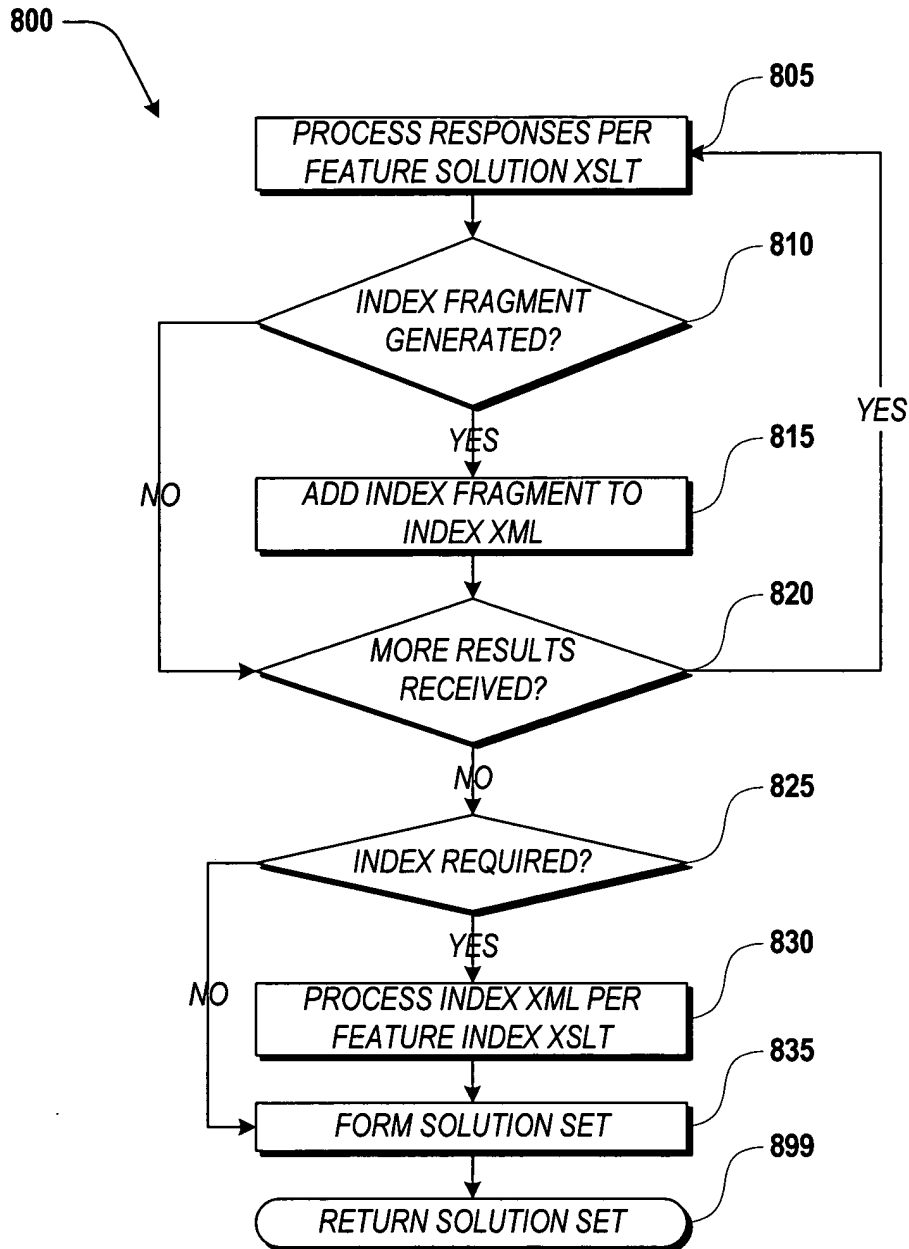 800
805
PROCESS RESPONSES PER
FEATURE SOLUTION XSLT
810
INDEX FRAGMENT
GENERATED?
YES
YES
815
NO
ADD INDEX FRAGMENT TO
INDEX XML
820
MORE RESULTS
RECEIVED?
NO
825
INDEX REQUIRED?
YES
830
NO
PROCESS INDEX XML PER
FEATURE INDEX XSLT
835
FORM SOLUTION SET
899
RETURN SOLUTION SET